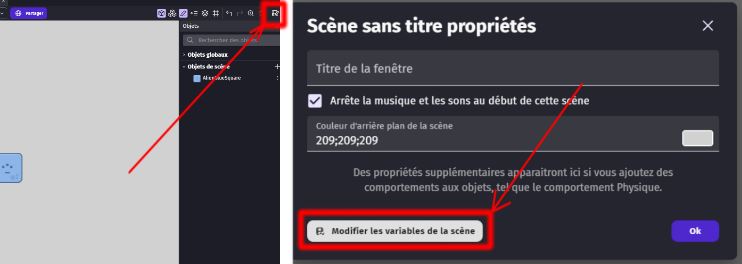 Partager
Objets
Rechercher des objets
Objets globaux
Objets de scène
AlienBlueSquare
Scène sans titre propriétés
Titre de la fenêtre
Arrête la musique et les sons au début de cette scène
Couleur d'arrière plan de la scène
209;209;209
Des propriétés supplémentaires apparaitront ici si vous ajoutez des
comportements aux objets, tel que le comportement Physique.
Modifier les variables de la scène
Ok